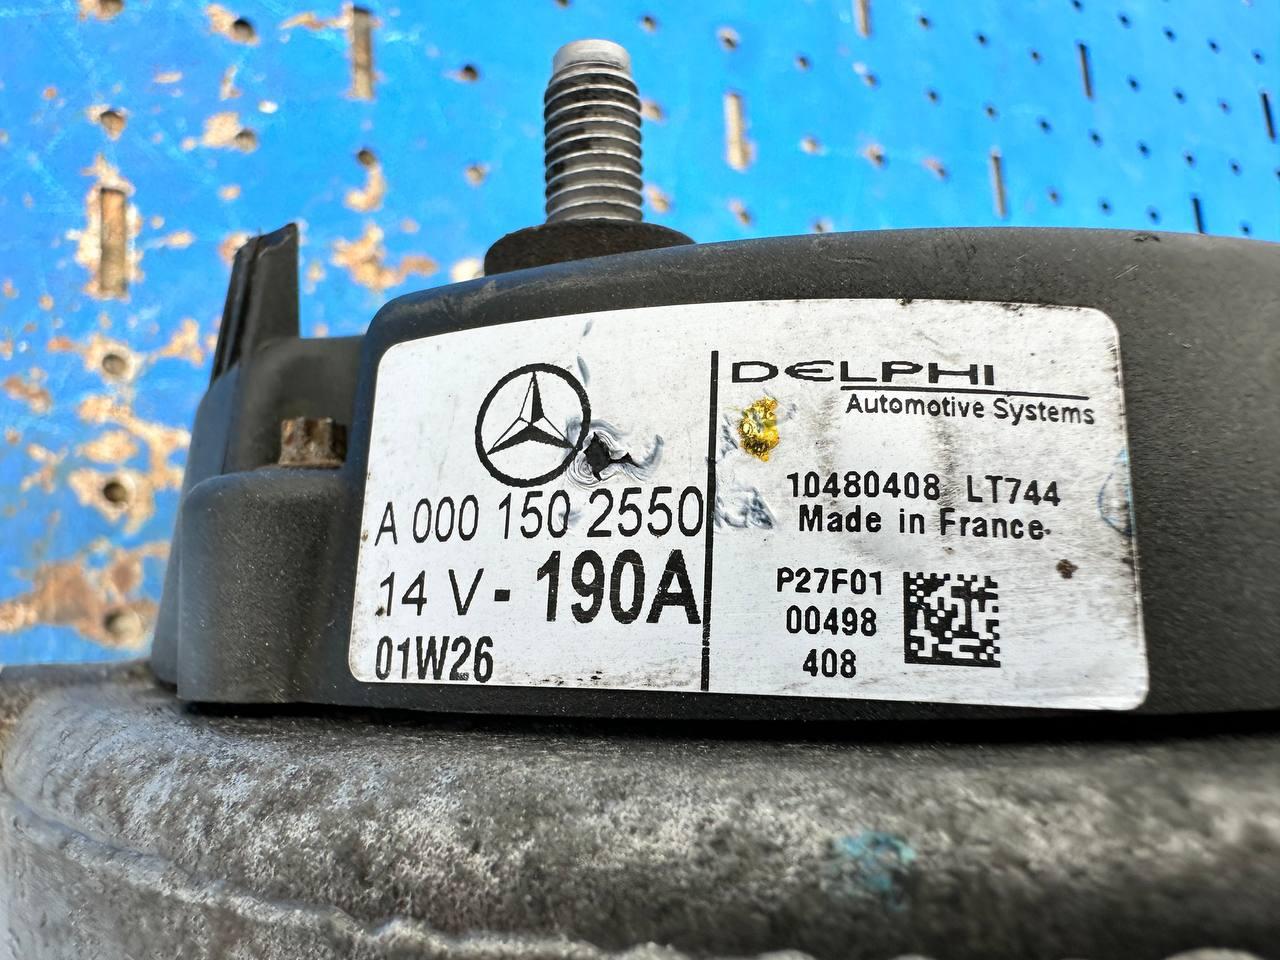 A 000 150 2550
14 V - 190A
01W26
DELPHI
Automotive Systems
10480408 LT744
Made in France
P27F01
00498
408